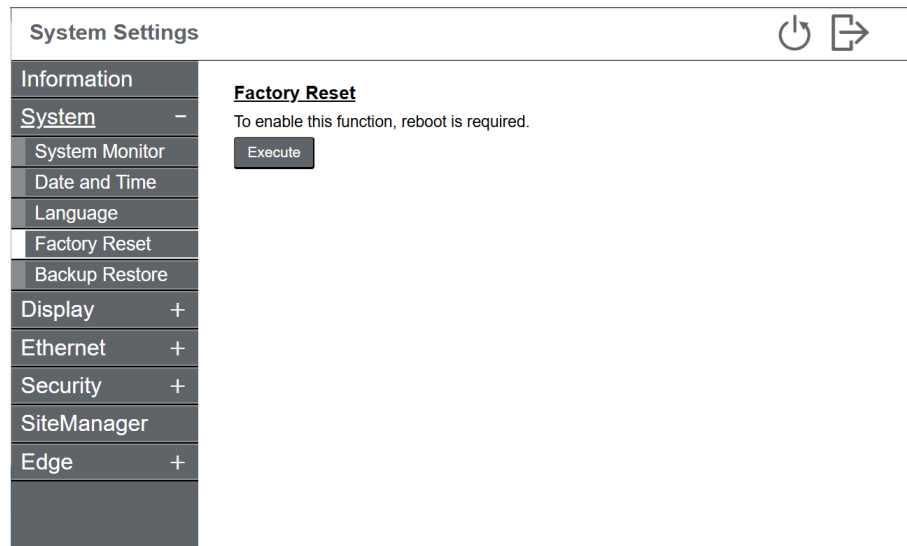 System Settings
Information
System −
System Monitor
Date and Time
Language
Factory Reset
Backup Restore
Display +
Ethernet +
Security +
SiteManager
Edge +
Factory Reset
To enable this function, reboot is required.
Execute